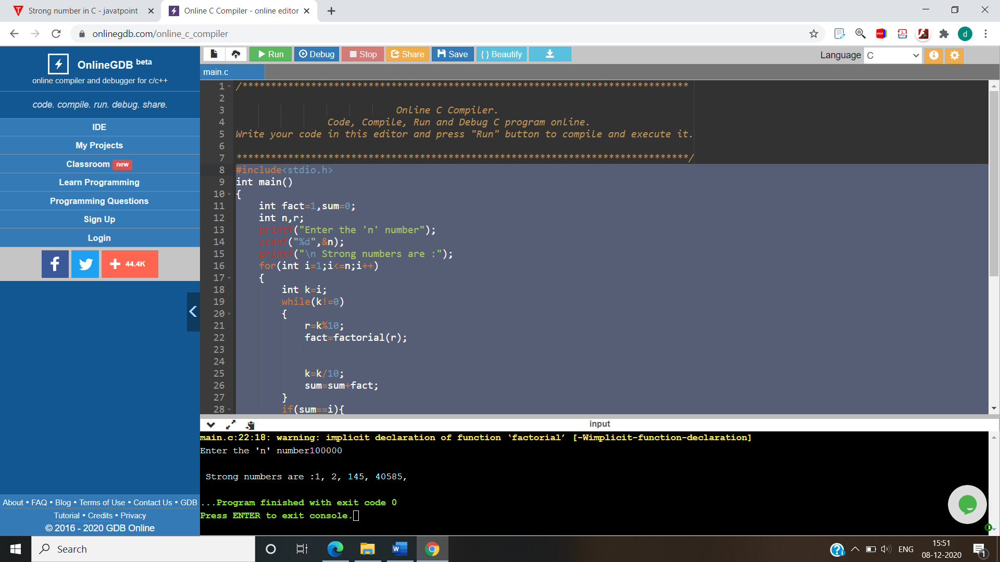 Strong number in C - javatpoint
Online C Compiler - online editor
onlinegdb.com/online_c_compiler
d
OnlineGDB beta
online compiler and debugger for c/c++
code. compile. run. debug. share.
IDE
My Projects
Classroom new
Learn Programming
Programming Questions
Sign Up
Login
44.4K
About • FAQ • Blog • Terms of Use • Contact Us • GDB
Tutorial • Credits • Privacy
© 2016 - 2020 GDB Online
Run Debug Stop Share Save { } Beautify
Language C
main.c
1 /******************************************************************************
2
3 Online C Compiler.
4 Code, Compile, Run and Debug C program online.
5 Write your code in this editor and press "Run" button to compile and execute it.
6
7 *******************************************************************************/
8 #include<stdio.h>
9 int main()
10 {
11 int fact=1,sum=0;
12 int n,r;
13 printf("Enter the 'n' number");
14 scanf("%d",&n);
15 printf("\n Strong numbers are :");
16 for(int i=1;i<=n;i++)
17 {
18 int k=i;
19 while(k!=0)
20 {
21 r=k%10;
22 fact=factorial(r);
23
24
25 k=k/10;
26 sum=sum+fact;
27 }
28 if(sum==i){
input
main.c:22:18: warning: implicit declaration of function ‘factorial’ [-Wimplicit-function-declaration]
Enter the 'n' number100000
Strong numbers are :1, 2, 145, 40585,
...Program finished with exit code 0
Press ENTER to exit console.
Search
ENG
15:51
08-12-2020
1